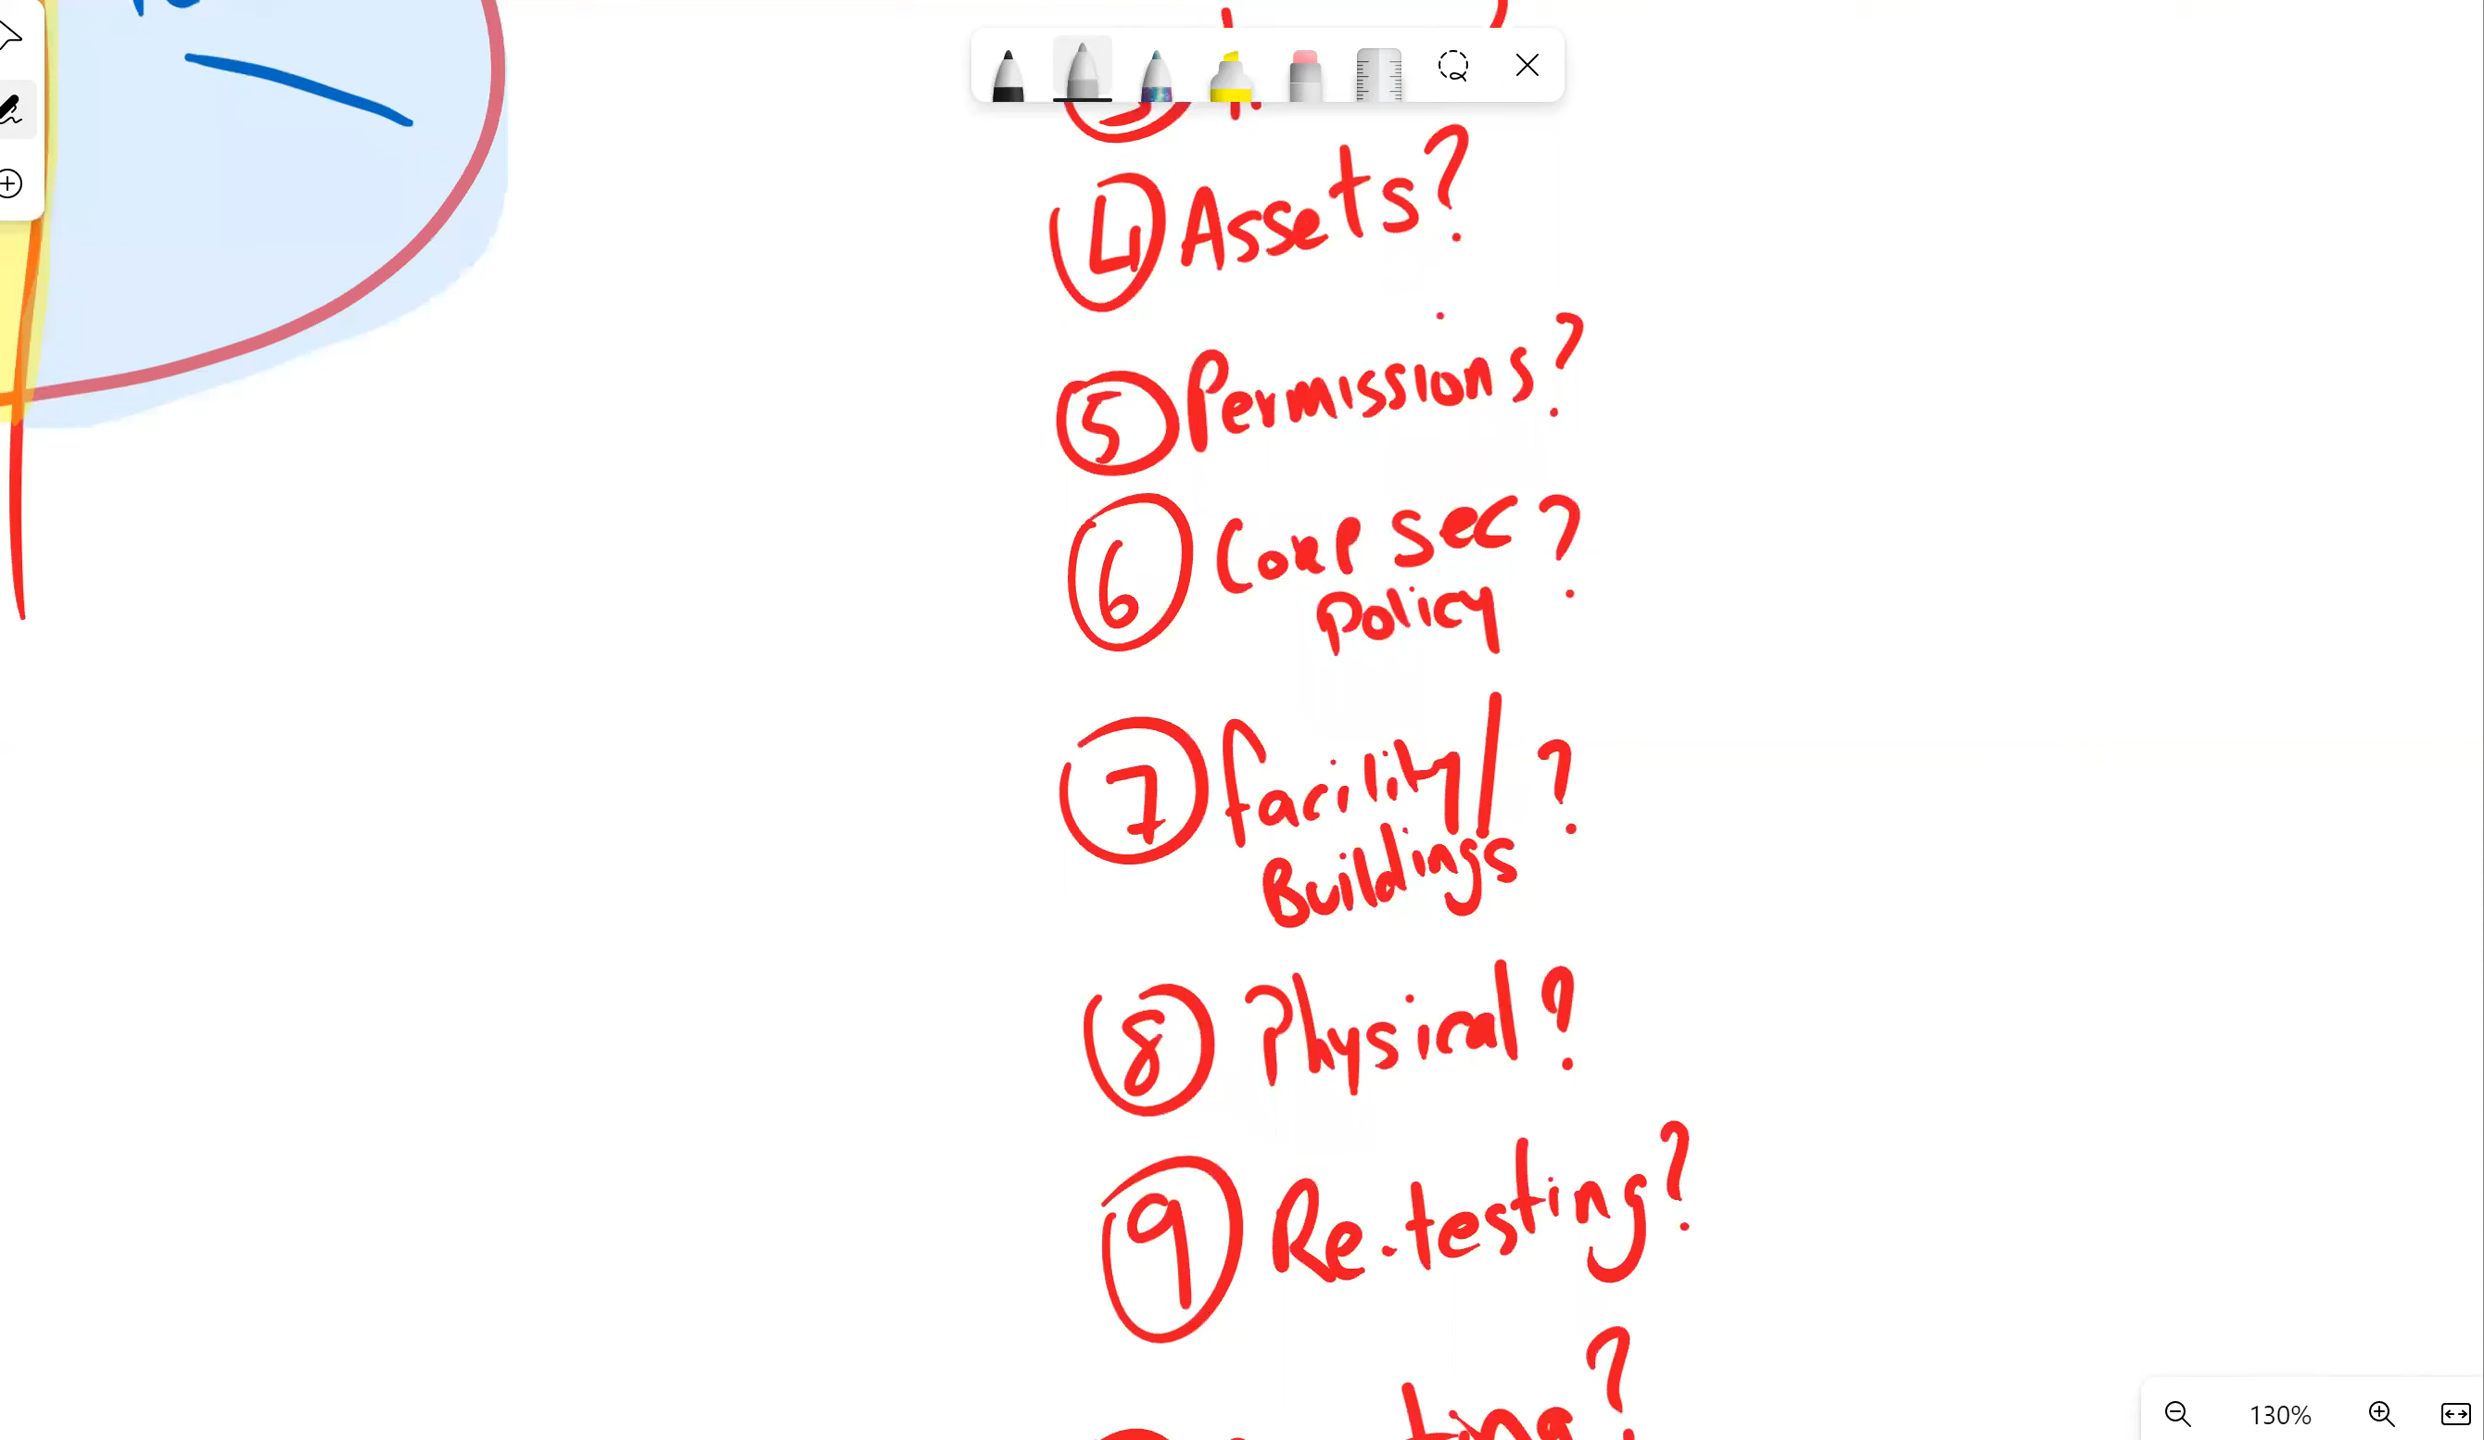 ④ Assets?
⑤ Permissions?
⑥ Corp sec?
Policy
⑦ facility/ ?
Buildings
⑧ Physical?
⑨ Re-testing?
130%